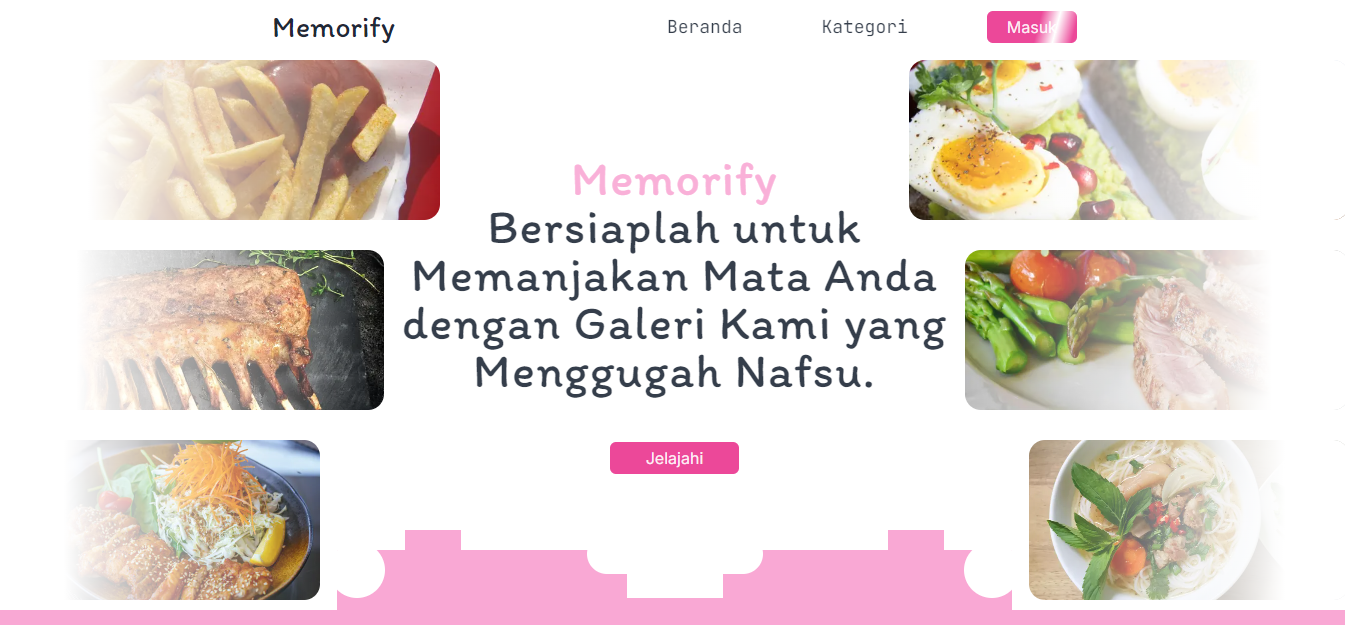 Memorify
Beranda
Kategori
Masuk
Memorify
Bersiaplah untuk
Memanjakan Mata Anda
dengan Galeri Kami yang
Menggugah Nafsu.
Jelajahi